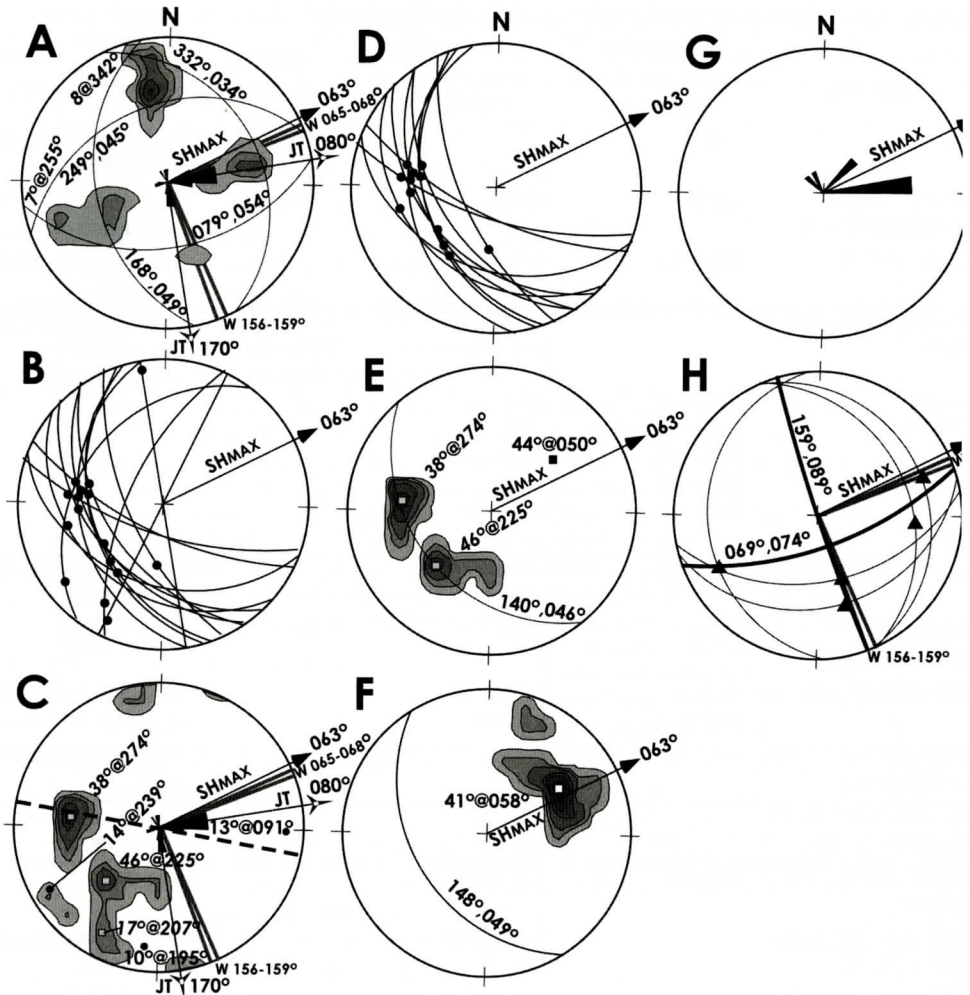 A
N
8@342°
332°,034°
063°
W 065-068°
JT 080°
SHMAX
249°,045°
7°@255°
079°,054°
168°,049°
W 156-159°
JT 170°
B
SHMAX
063°
C
063°
W 065-068°
SHMAX
JT 080°
38°@274°
14°@239°
13°@091°
46°@225°
17°@207°
10°@195°
W 156-159°
JT 170°
D
N
063°
SHMAX
E
38°@274°
44°@050°
063°
SHMAX
46°@225°
140°,046°
F
063°
41°@058°
SHMAX
148°,049°
G
N
SHMAX
H
159°,089°
SHMAX
069°,074°
W 156-159°